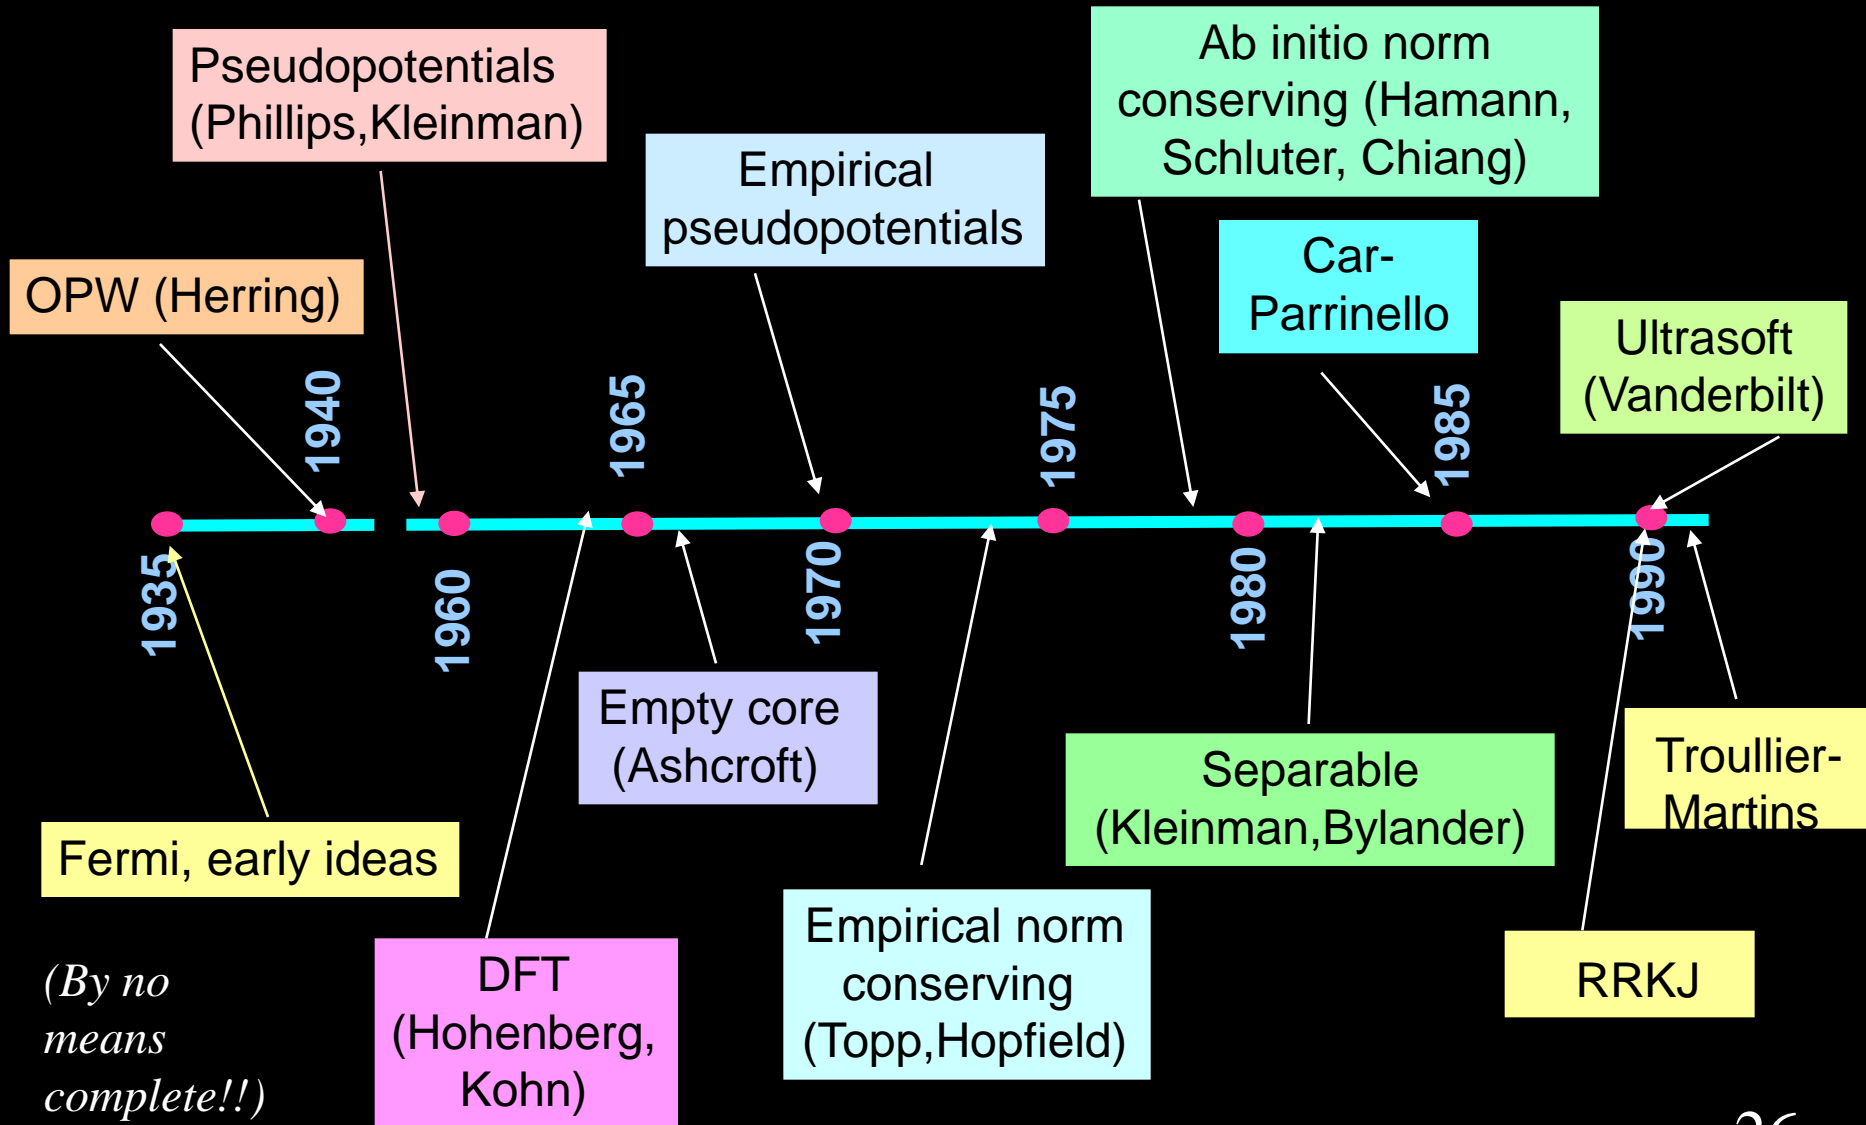 Pseudopotentials
(Phillips,Kleinman)
Ab initio norm
conserving (Hamann,
Schluter, Chiang)
Empirical
pseudopotentials
Car-
Parrinello
OPW (Herring)
Ultrasoft
(Vanderbilt)
1940
1965
1975
1985
1935
1960
1970
1980
1990
Empty core
(Ashcroft)
Separable
(Kleinman,Bylander)
Troullier-
Martins
Fermi, early ideas
Empirical norm
conserving
(Topp,Hopfield)
RRKJ
DFT
(Hohenberg,
Kohn)
(By no
means
complete!!)